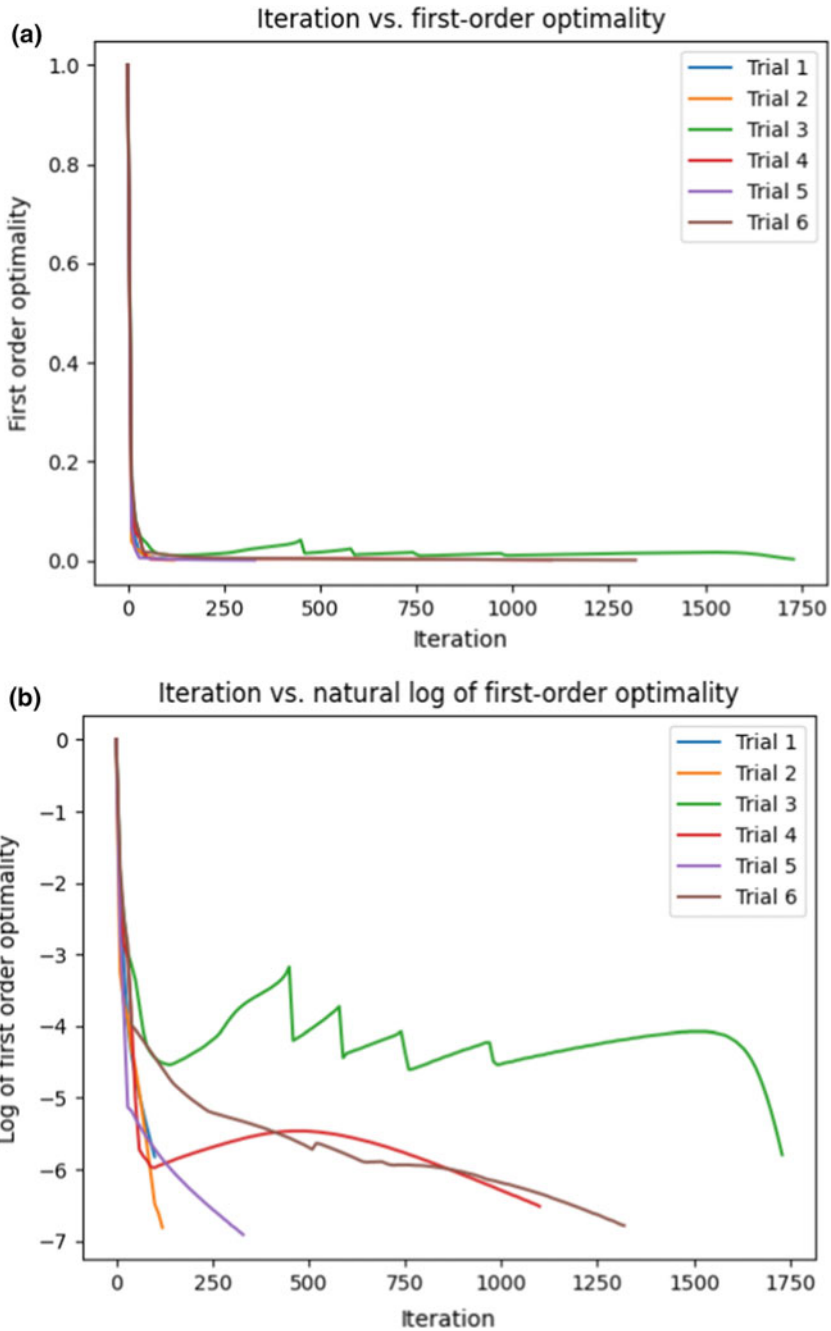 (a)
Iteration vs. first-order optimality
First order optimality
1.0
0.8
0.6
0.4
0.2
0.0
Trial 1
Trial 2
Trial 3
Trial 4
Trial 5
Trial 6
0 250 500 750 1000 1250 1500 1750
Iteration
(b)
Iteration vs. natural log of first-order optimality
Log of first order optimality
0
−1
−2
−3
−4
−5
−6
−7
Trial 1
Trial 2
Trial 3
Trial 4
Trial 5
Trial 6
0 250 500 750 1000 1250 1500 1750
Iteration